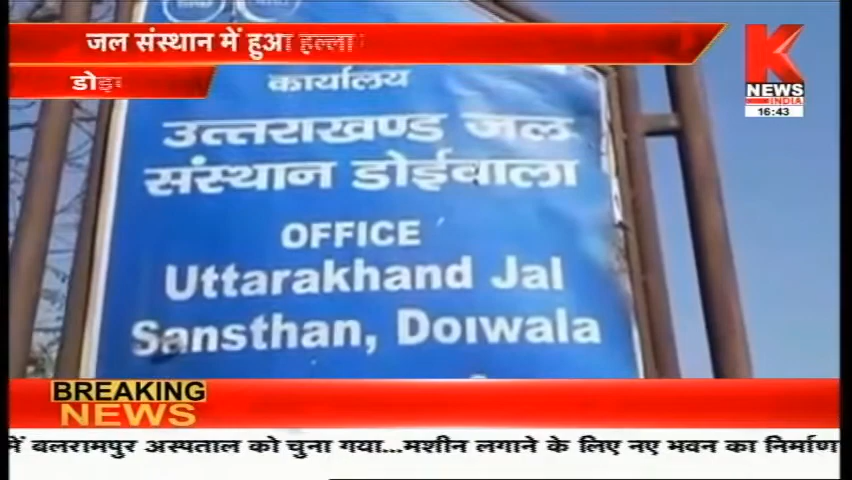 जल संस्थान में हुआ हल्ला
K
NEWS
INDIA
16:43
कार्यालय
उत्तराखण्ड जल
संस्थान डोईवाला
OFFICE
Uttarakhand Jal
Sansthan, Doiwala
BREAKING
NEWS
में बलरामपुर अस्पताल को चुना गया...मशीन लगाने के लिए नए भवन का निर्माण